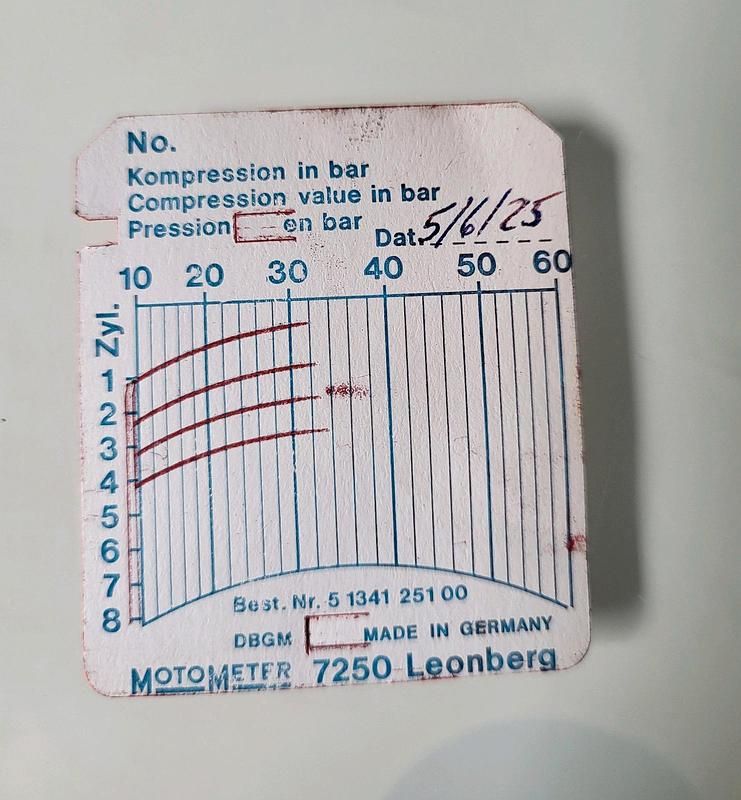 No.
Kompression in bar
Compression value in bar
Pression en bar
Dat. 5/6/25
10 20 30 40 50 60
Zyl.
1
2
3
4
5
6
7
8
Best. Nr. 5 1341 251 00
DBGM MADE IN GERMANY
MOTOMETER 7250 Leonberg